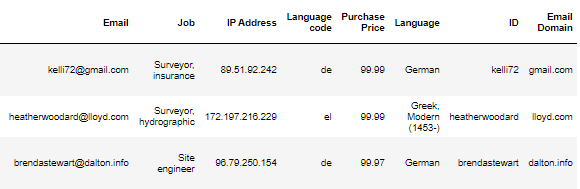 Email Job IP Address Language code Purchase Price Language ID Email Domain
kelli72@gmail.com Surveyor, insurance 89.51.92.242 de 99.99 German kelli72 gmail.com
heatherwoodard@lloyd.com Surveyor, hydrographic 172.197.216.229 el 99.99 Greek, Modern (1453-) heatherwoodard lloyd.com
brendastewart@dalton.info Site engineer 96.79.250.154 de 99.97 German brendastewart dalton.info